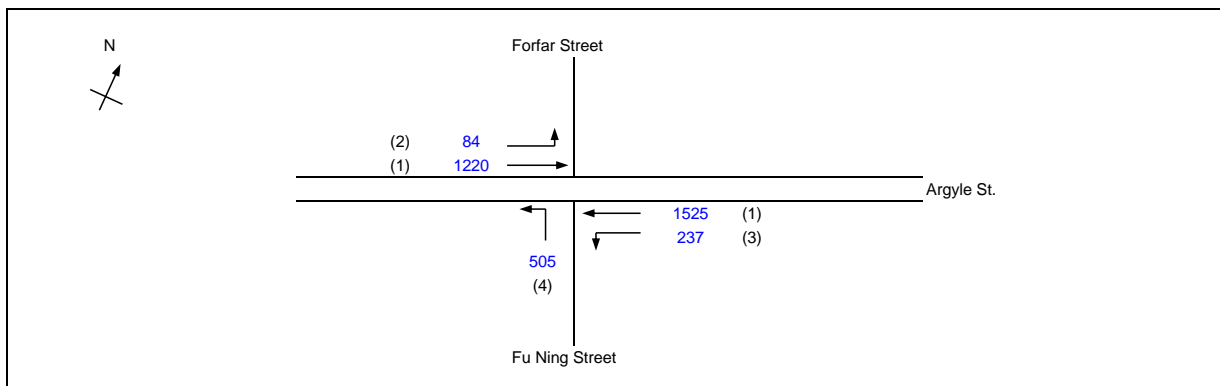 N
Forfar Street
(2) 84
(1) 1220
Argyle St.
1525 (1)
237 (3)
505
(4)
Fu Ning Street